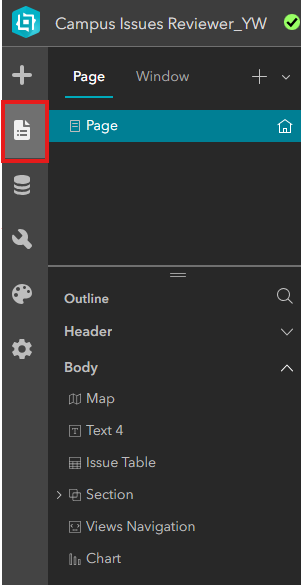 Campus Issues Reviewer_YW
Page Window
Page
Outline
Header
Body
Map
Text 4
Issue Table
Section
Views Navigation
Chart